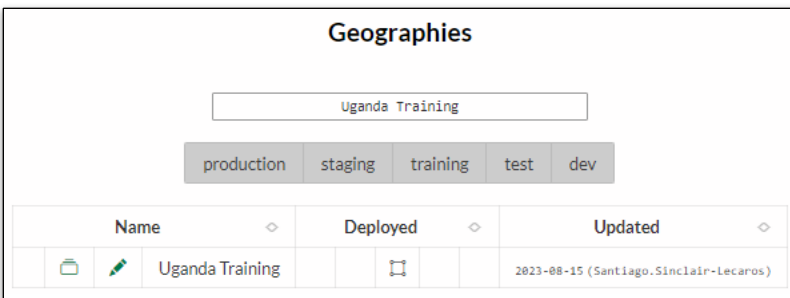 Geographies
Uganda Training
production staging training test dev
Name Deployed Updated
Uganda Training 2023-08-15 (Santiago.Sinclair-Lecaros)